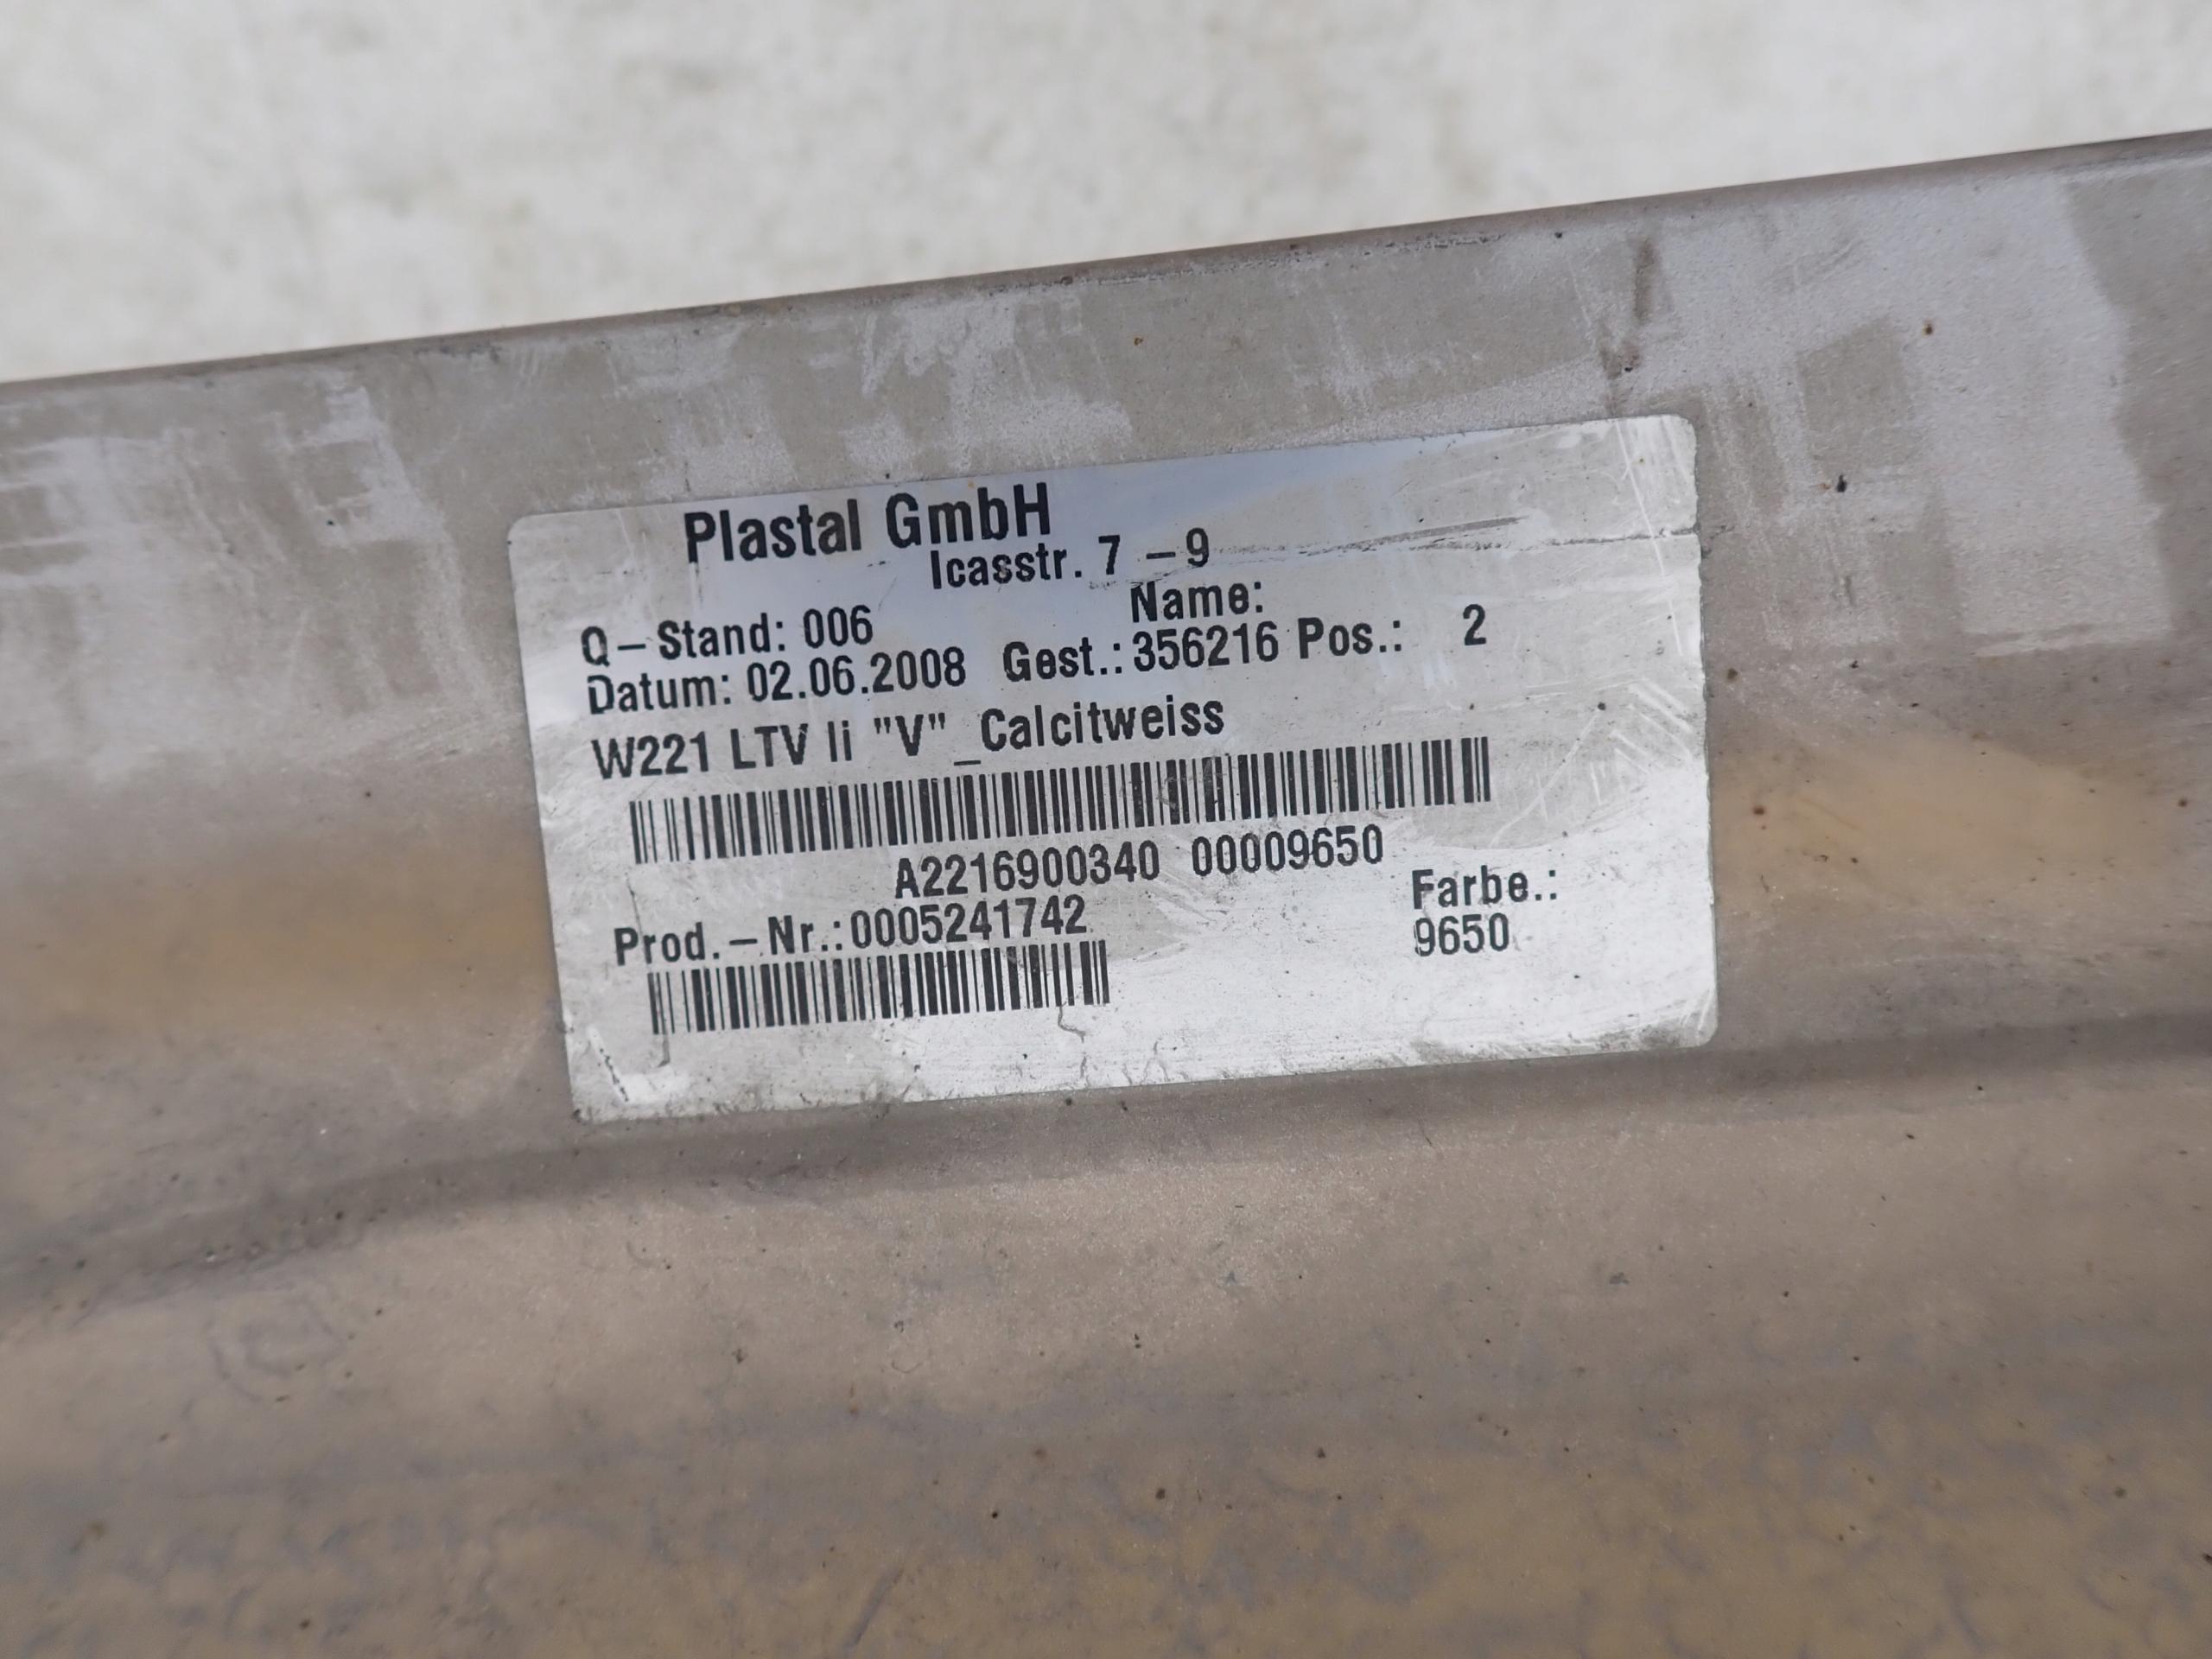 Plastal GmbH
Icasstr. 7 – 9
Q – Stand: 006 Name:
Datum: 02.06.2008 Gest.: 356216 Pos.: 2
W221 LTV li "V" _Calcitweiss
A2216900340 00009650
Prod. – Nr.: 0005241742 Farbe.:
9650